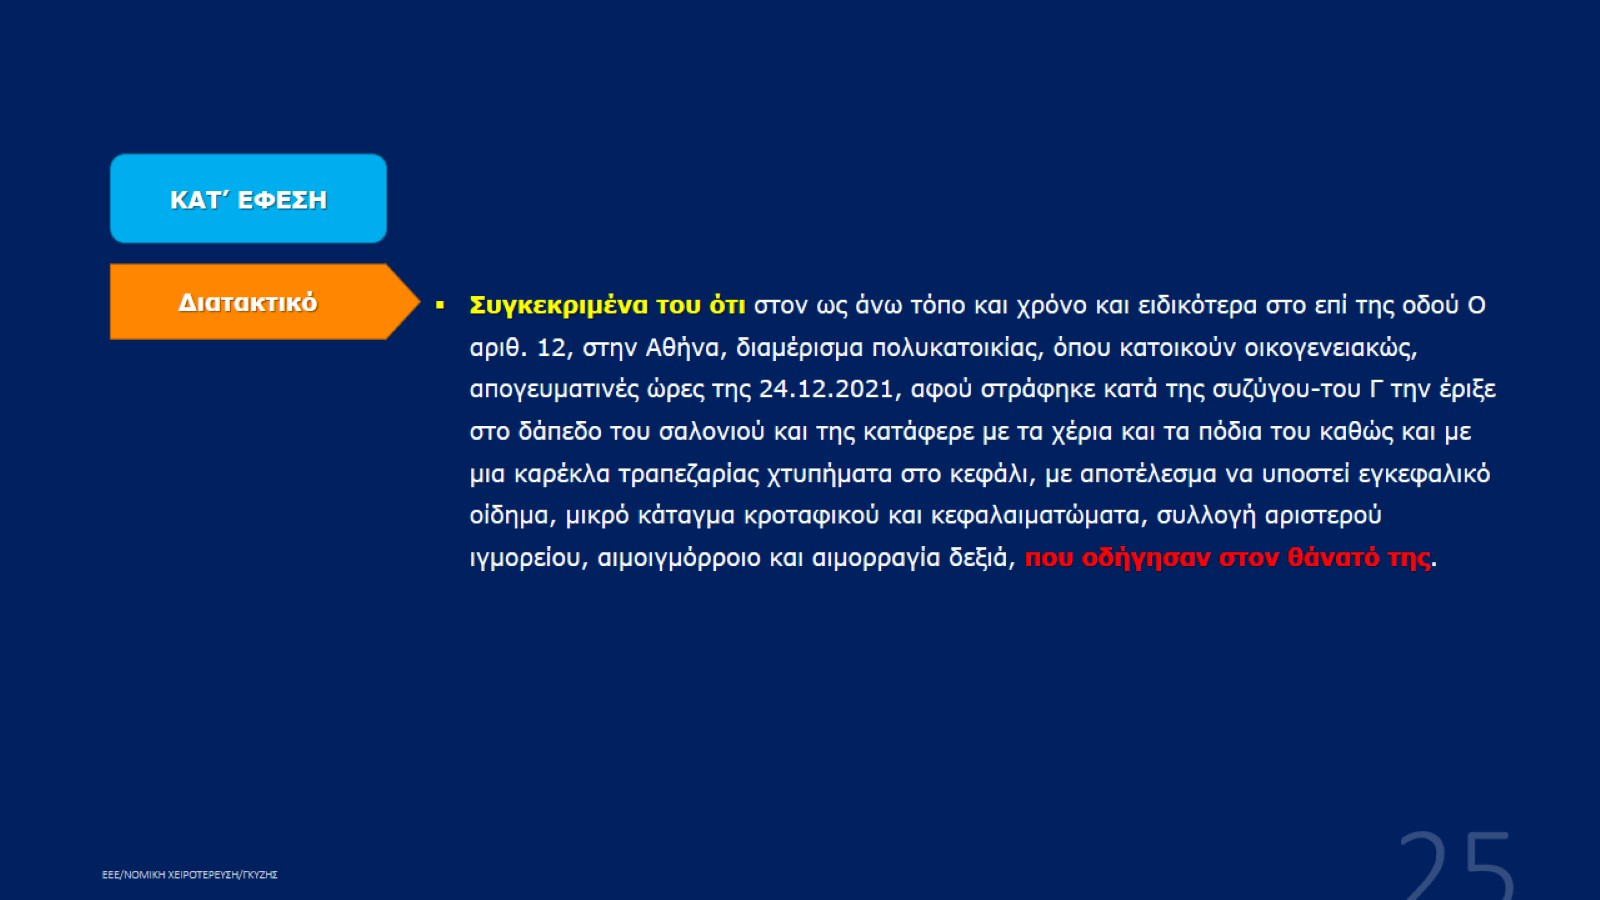 ΚΑΤ΄ ΕΦΕΣΗ
Διατακτικό
▪ Συγκεκριμένα του ότι στον ως άνω τόπο και χρόνο και ειδικότερα στο επί της οδού Ο
αριθ. 12, στην Αθήνα, διαμέρισμα πολυκατοικίας, όπου κατοικούν οικογενειακώς,
απογευματινές ώρες της 24.12.2021, αφού στράφηκε κατά της συζύγου-του Γ την έριξε
στο δάπεδο του σαλονιού και της κατάφερε με τα χέρια και τα πόδια του καθώς και με
μια καρέκλα τραπεζαρίας χτυπήματα στο κεφάλι, με αποτέλεσμα να υποστεί εγκεφαλικό
οίδημα, μικρό κάταγμα κροταφικού και κεφαλαιματώματα, συλλογή αριστερού
ιγμορείου, αιμοιγμόρροιο και αιμορραγία δεξιά, που οδήγησαν στον θάνατό της.
ΕΕΕ/ΝΟΜΙΚΗ ΧΕΙΡΟΤΕΡΕΥΣΗ/ΓΚΥΖΗΣ
25